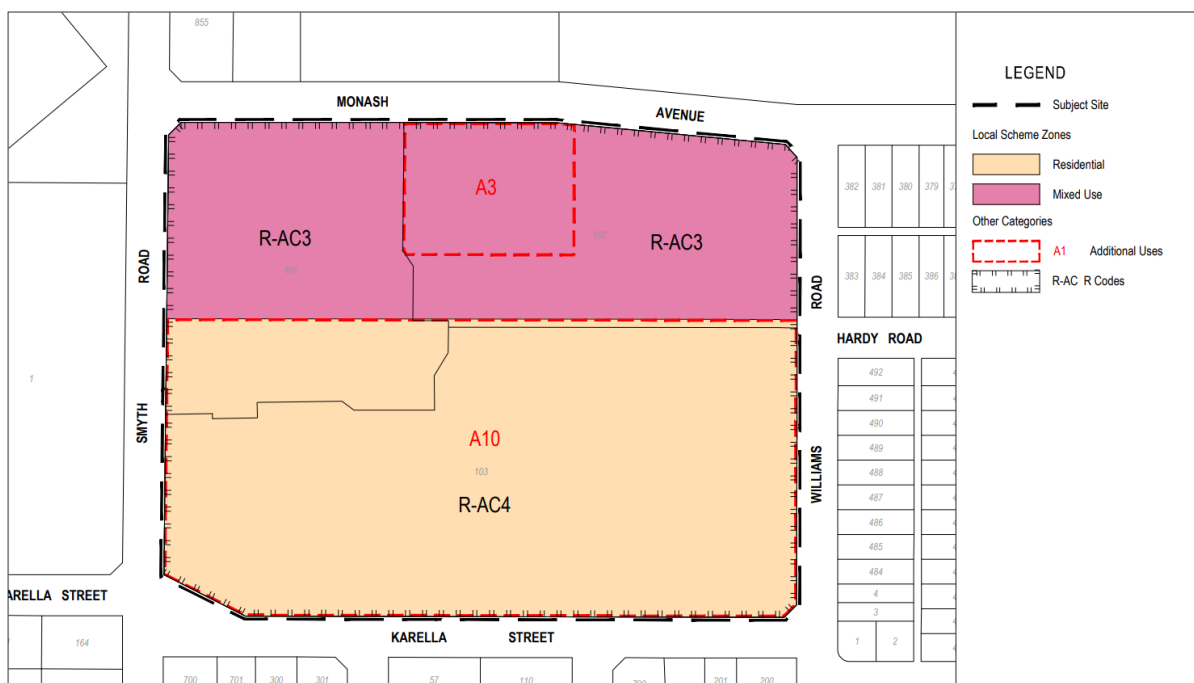 855
LEGEND
MONASH
AVENUE
Subject Site
Local Scheme Zones
Residential
Mixed Use
Other Categories
A1 Additional Uses
R-AC R Codes
382 381 380 379
A3
R-AC3
R-AC3
102
101
ROAD
ROAD
383 384 385 386
HARDY ROAD
1
492
491
490
489
488
487
486
485
484
4
3
1 2
SMYTH
WILLIAMS
A10
103
R-AC4
ARELLA STREET
164
KARELLA STREET
700 701 300 301
57 110
201 200